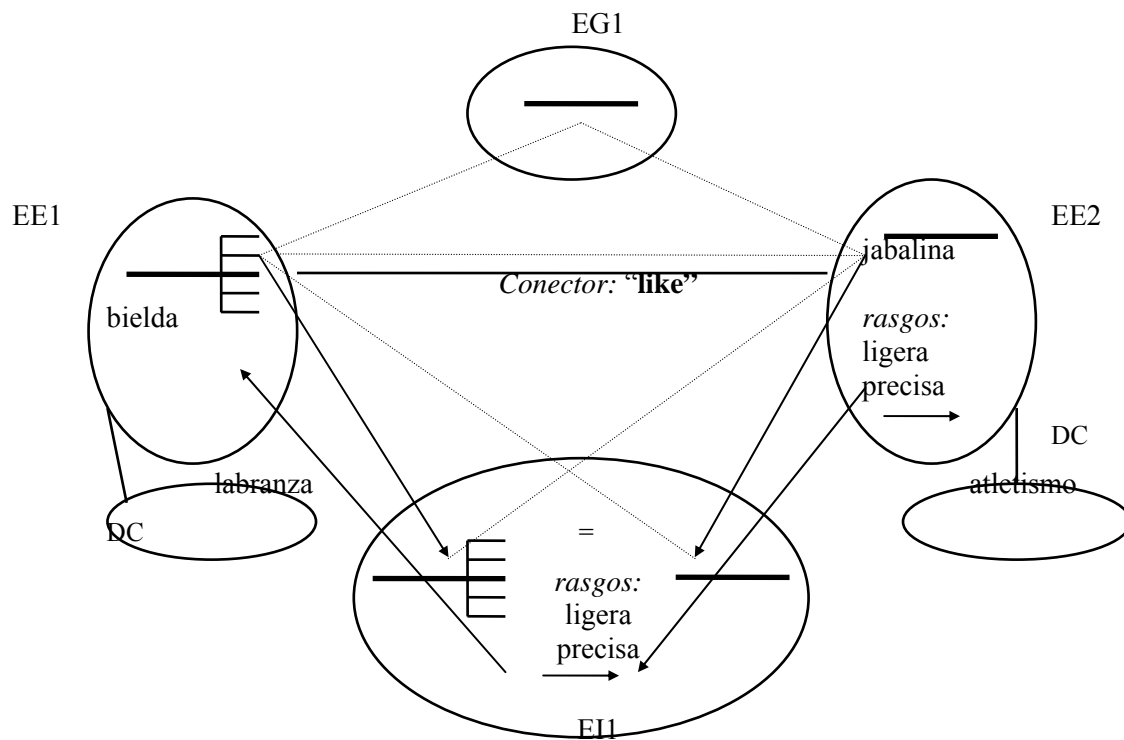 EG1
EE1
EE2
jabalina
Conector: “like”
bielda
rasgos:
ligera
precisa
DC
labranza
atletismo
DC
=
rasgos:
ligera
precisa
EI1